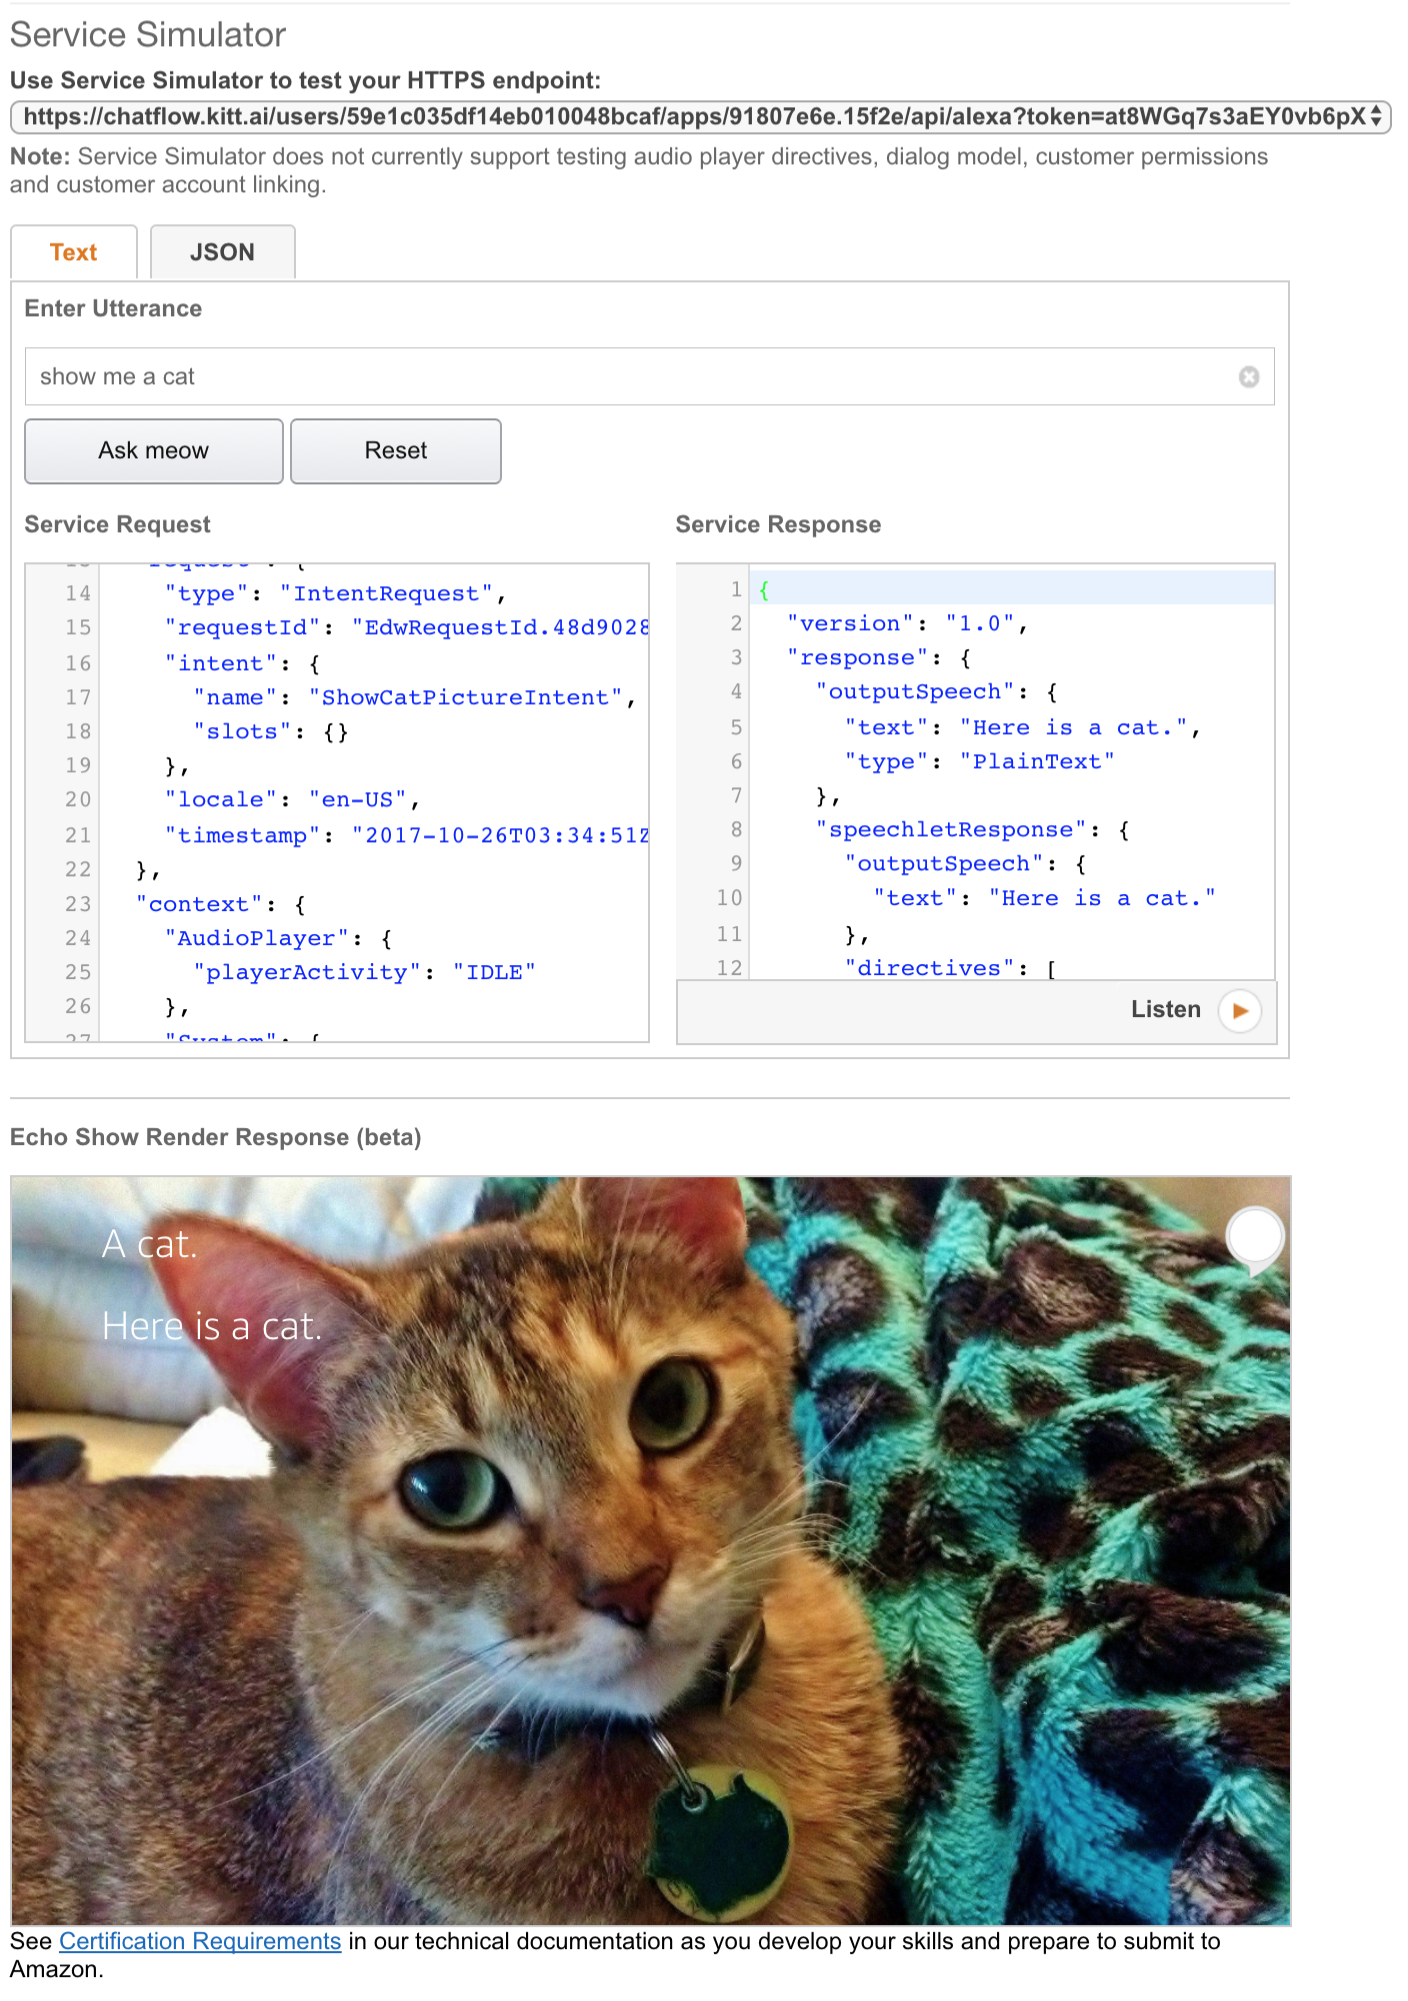 Service Simulator
Use Service Simulator to test your HTTPS endpoint:
https://chatflow.kitt.ai/users/59e1c035df14eb010048bcaf/apps/91807e6e.15f2e/api/alexa?token=at8WGq7s3aEY0vb6pX
Note: Service Simulator does not currently support testing audio player directives, dialog model, customer permissions
and customer account linking.
Text JSON
Enter Utterance
show me a cat
Ask meow Reset
Service Request
14 "type": "IntentRequest",
15 "requestId": "EdwRequestId.48d9028
16 "intent": {
17 "name": "ShowCatPictureIntent",
18 "slots": {}
19 },
20 "locale": "en-US",
21 "timestamp": "2017-10-26T03:34:51Z
22 },
23 "context": {
24 "AudioPlayer": {
25 "playerActivity": "IDLE"
26 },
27 "System": {
Service Response
1 {
2 "version": "1.0",
3 "response": {
4 "outputSpeech": {
5 "text": "Here is a cat.",
6 "type": "PlainText"
7 },
8 "speechletResponse": {
9 "outputSpeech": {
10 "text": "Here is a cat."
11 },
12 "directives": [
Listen
Echo Show Render Response (beta)
A cat.
Here is a cat.
See Certification Requirements in our technical documentation as you develop your skills and prepare to submit to
Amazon.